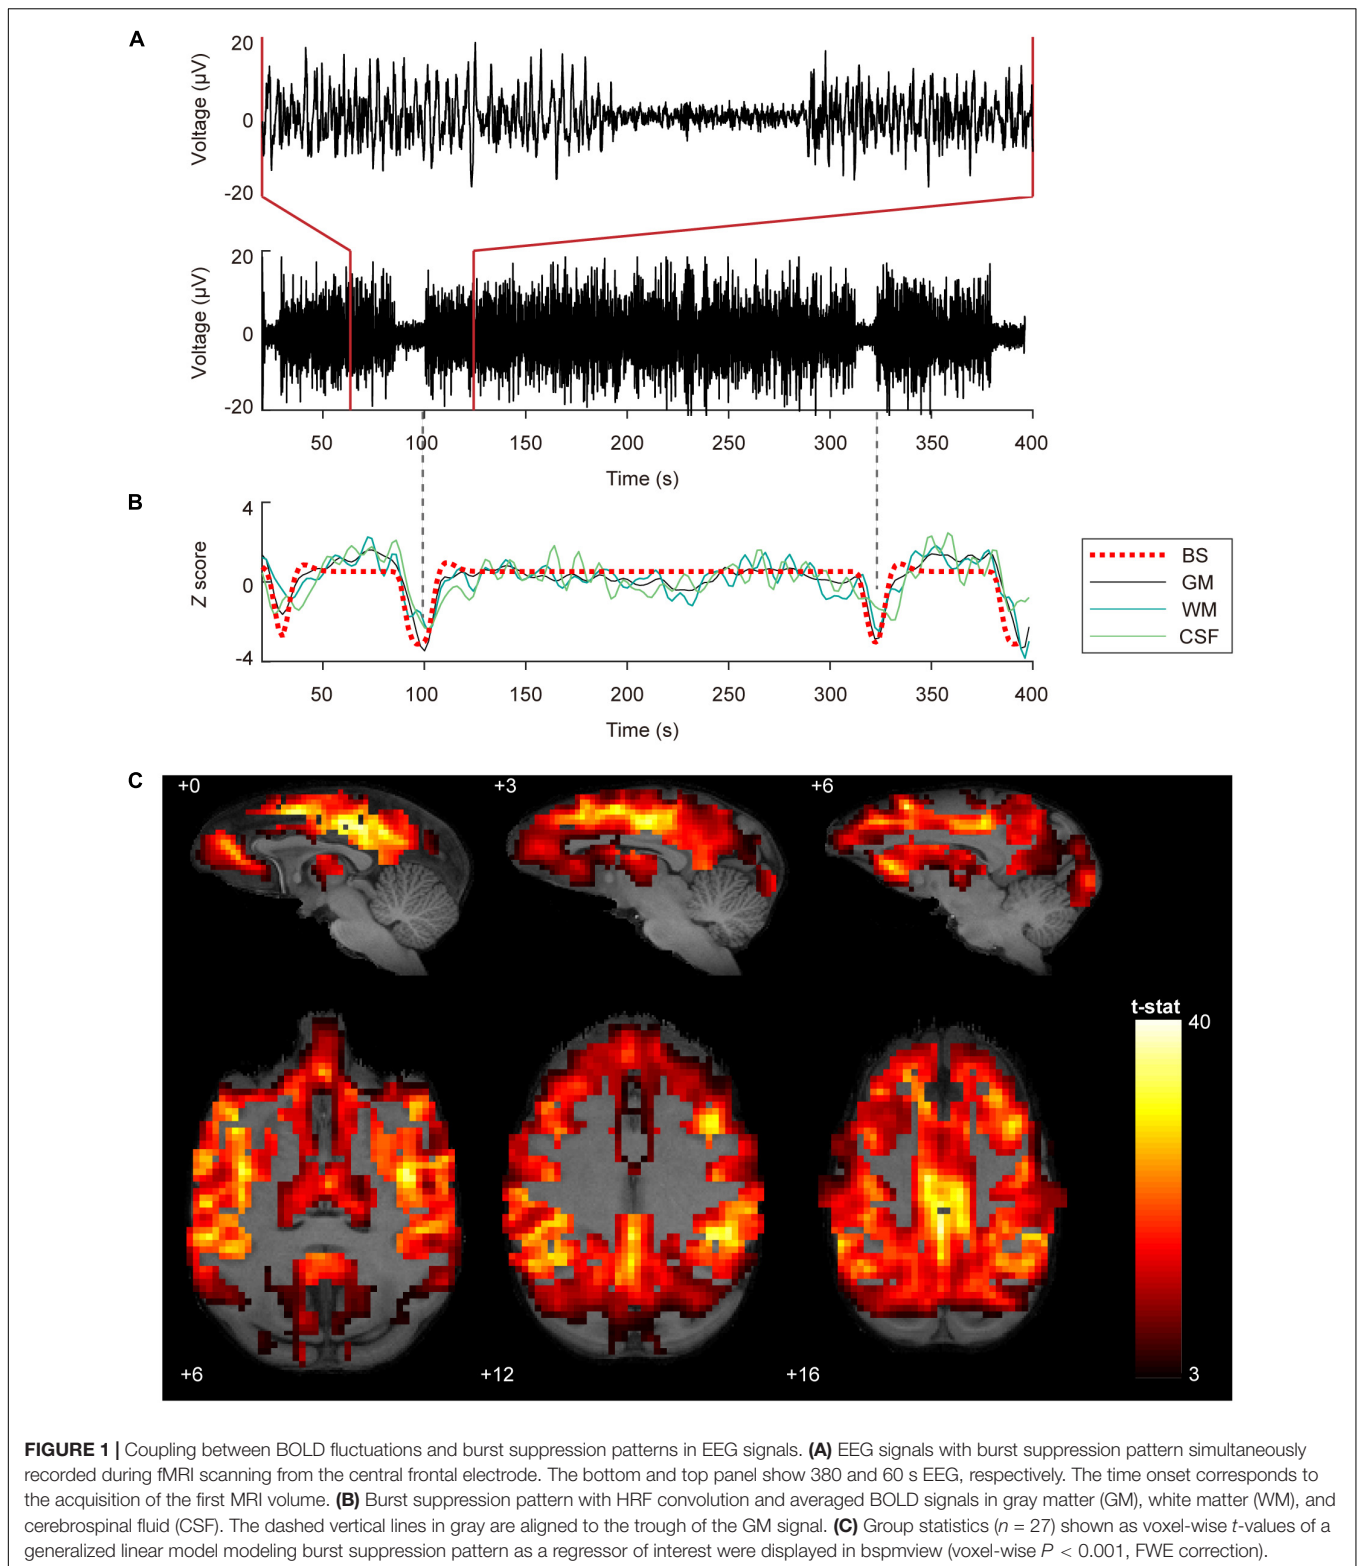 A
20
0
-20
Voltage (µV)
20
0
-20
Voltage (µV)
50 100 150 200 250 300 350 400
Time (s)
B
4
0
-4
Z score
BS
GM
WM
CSF
50 100 150 200 250 300 350 400
Time (s)
C
+0 +3 +6
t-stat
40
3
+6 +12 +16
FIGURE 1 | Coupling between BOLD fluctuations and burst suppression patterns in EEG signals. (A) EEG signals with burst suppression pattern simultaneously
recorded during fMRI scanning from the central frontal electrode. The bottom and top panel show 380 and 60 s EEG, respectively. The time onset corresponds to
the acquisition of the first MRI volume. (B) Burst suppression pattern with HRF convolution and averaged BOLD signals in gray matter (GM), white matter (WM), and
cerebrospinal fluid (CSF). The dashed vertical lines in gray are aligned to the trough of the GM signal. (C) Group statistics (n = 27) shown as voxel-wise t-values of a
generalized linear model modeling burst suppression pattern as a regressor of interest were displayed in bspmview (voxel-wise P < 0.001, FWE correction).